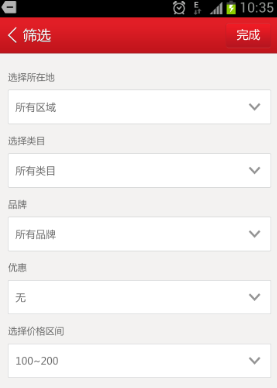 E 10:35
筛选 完成
选择所在地
所有区域
选择类目
所有类目
品牌
所有品牌
优惠
无
选择价格区间
100~200